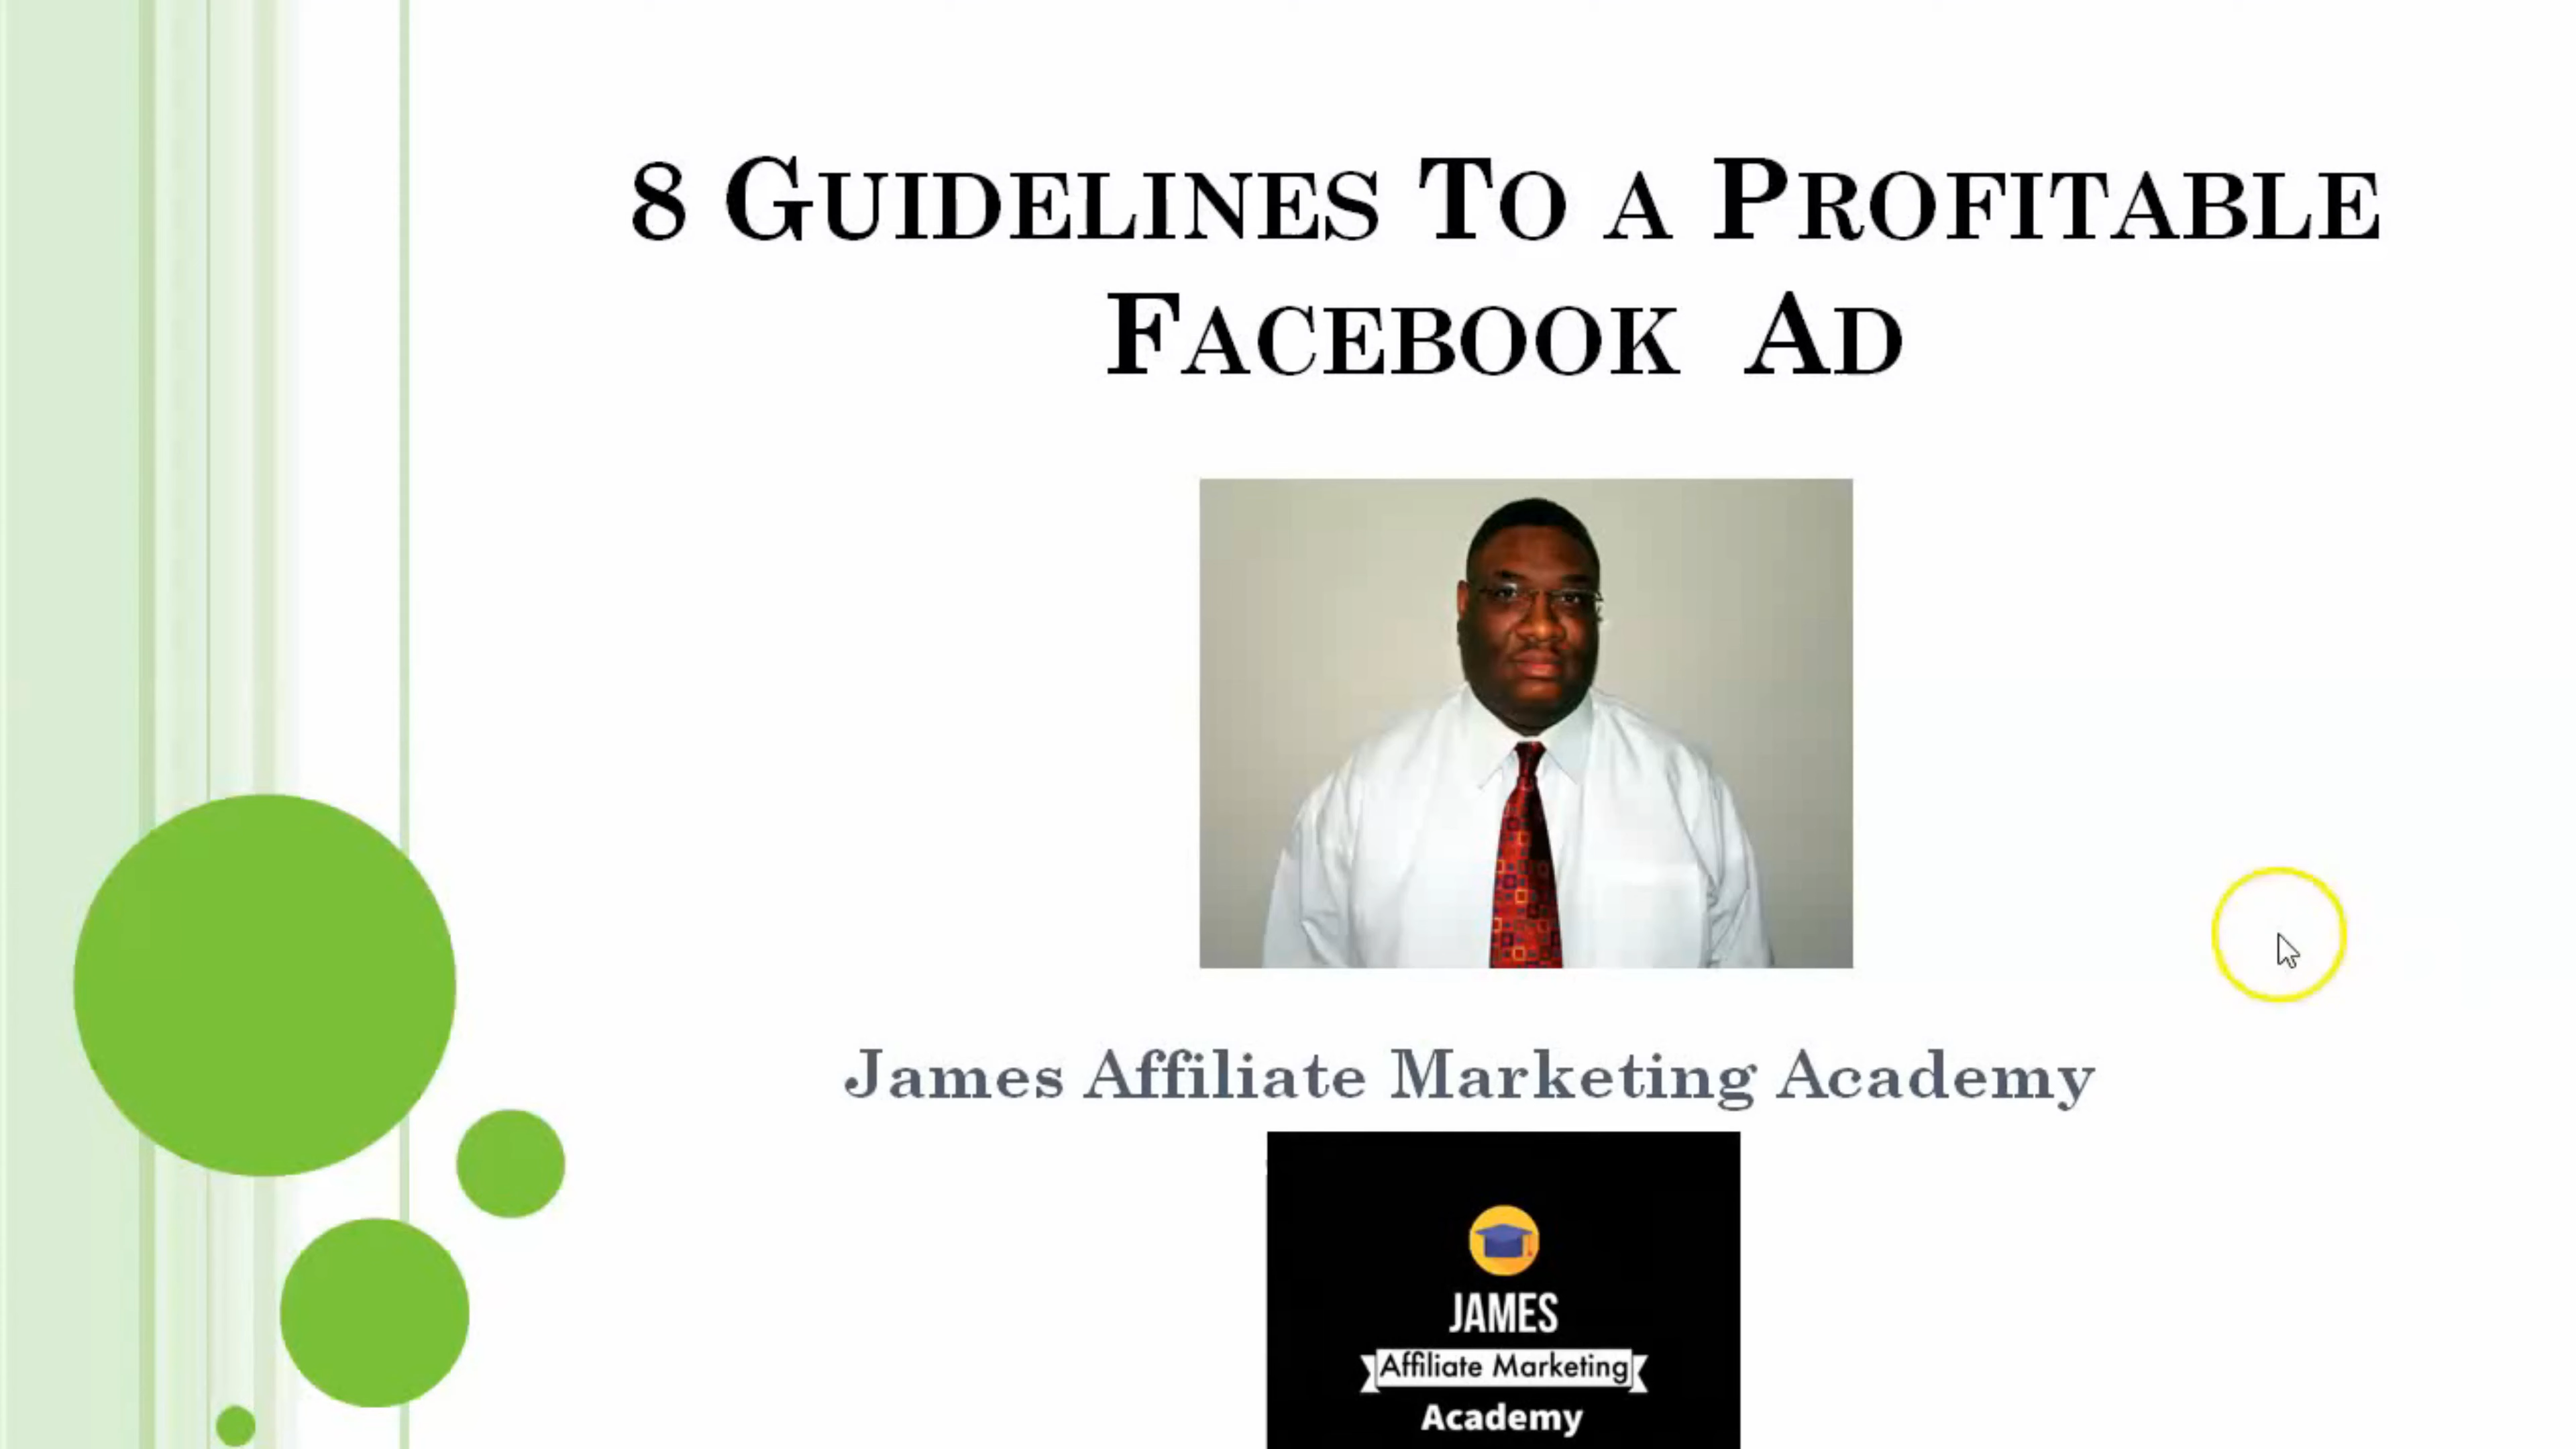 8 GUIDELINES TO A PROFITABLE
FACEBOOK AD
James Affiliate Marketing Academy
JAMES
Affiliate Marketing
Academy